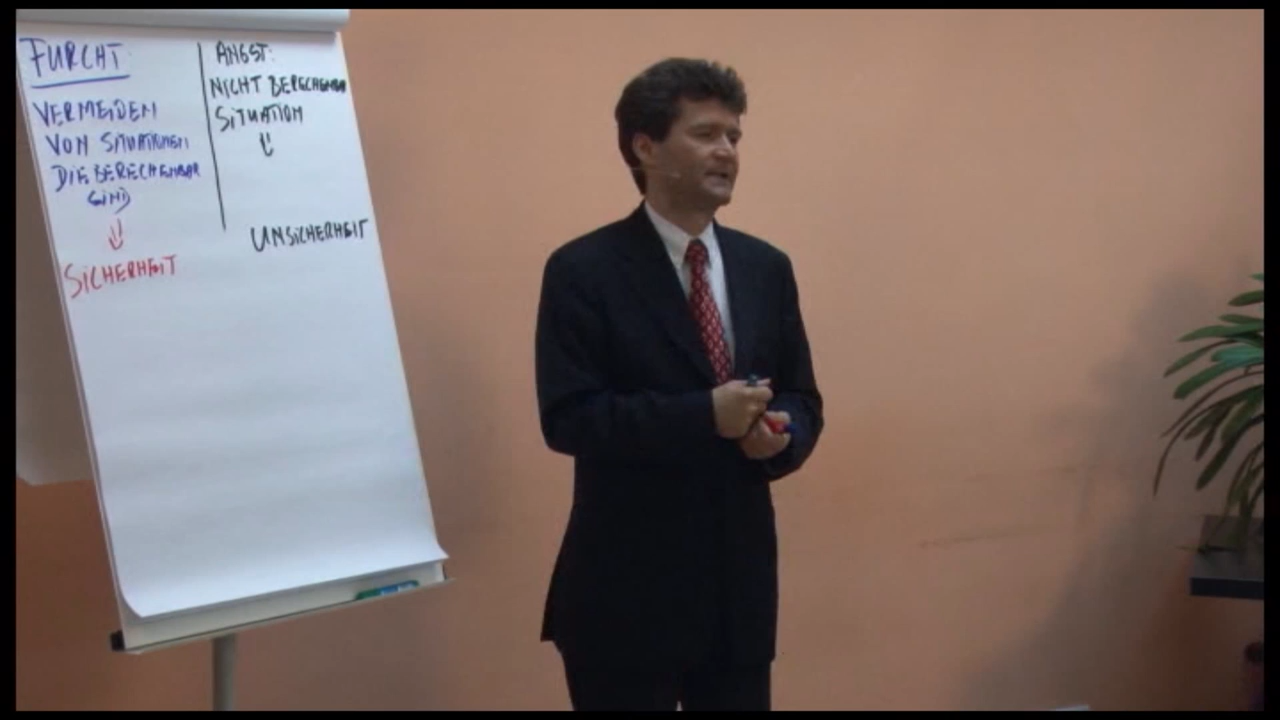 FURCHT:
VERMEIDEN
VON SITUATIONEN
DIE BERECHENBAR
SIND
SICHERHEIT
ANGST:
NICHT BERECHENBAR
SITUATION
UNSICHERHEIT